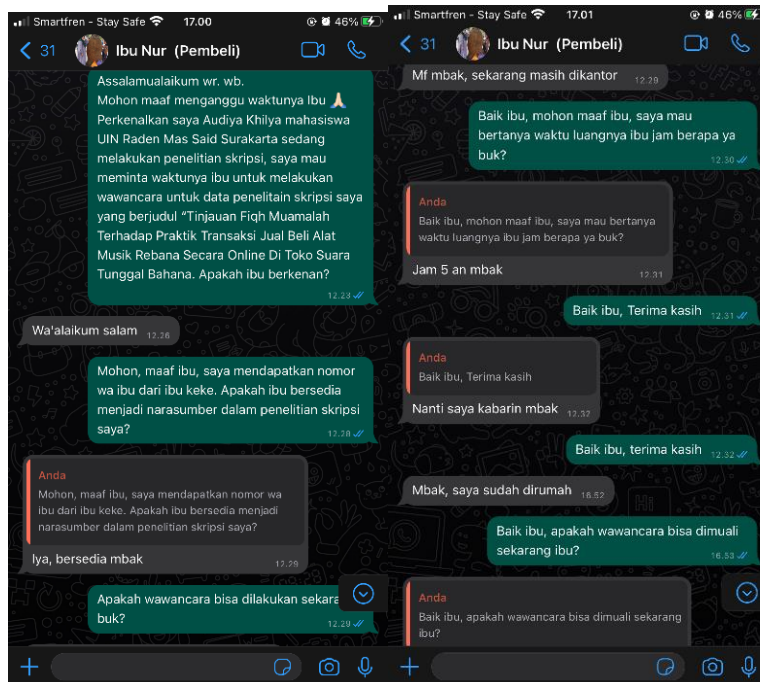 Smartfren - Stay Safe 17.00 46%
31 Ibu Nur (Pembeli)
Assalamualaikum wr. wb.
Mohon maaf menganggu waktunya Ibu 🙏🏻
Perkenalkan saya Audiya Khilya mahasiswa
UIN Raden Mas Said Surakarta sedang
melakukan penelitian skripsi, saya mau
meminta waktunya ibu untuk melakukan
wawancara untuk data penelitain skripsi saya
yang berjudul “Tinjauan Fiqh Muamalah
Terhadap Praktik Transaksi Jual Beli Alat
Musik Rebana Secara Online Di Toko Suara
Tunggal Bahana. Apakah ibu berkenan?
12.23
Wa'alaikum salam 12.26
Mohon, maaf ibu, saya mendapatkan nomor
wa ibu dari ibu keke. Apakah ibu bersedia
menjadi narasumber dalam penelitian skripsi
saya?
12.28
Anda
Mohon, maaf ibu, saya mendapatkan nomor wa
ibu dari ibu keke. Apakah ibu bersedia menjadi
narasumber dalam penelitian skripsi saya?
Iya, bersedia mbak
12.29
Apakah wawancara bisa dilakukan sekara
buk?
12.29
Smartfren - Stay Safe 17.01 46%
31 Ibu Nur (Pembeli)
Mf mbak, sekarang masih dikantor 12.29
Baik ibu, mohon maaf ibu, saya mau
bertanya waktu luangnya ibu jam berapa ya
buk?
12.30
Anda
Baik ibu, mohon maaf ibu, saya mau bertanya
waktu luangnya ibu jam berapa ya buk?
Jam 5 an mbak
12.31
Baik ibu, Terima kasih 12.31
Anda
Baik ibu, Terima kasih
Nanti saya kabarin mbak 12.32
Baik ibu, terima kasih 12.32
Mbak, saya sudah dirumah 16.52
Baik ibu, apakah wawancara bisa dimuali
sekarang ibu?
16.53
Anda
Baik ibu, apakah wawancara bisa dimuali sekarang
ibu?